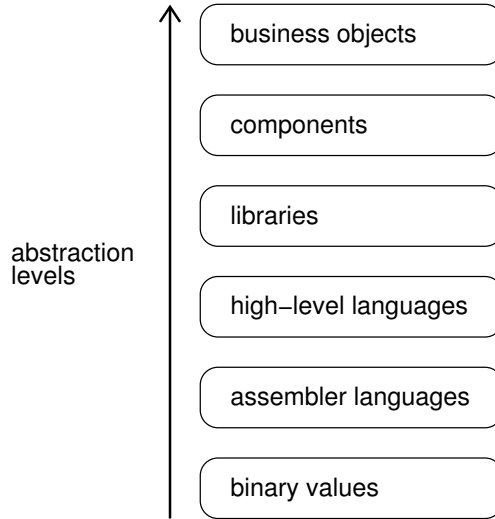 business objects
components
libraries
abstraction
levels
high−level languages
assembler languages
binary values